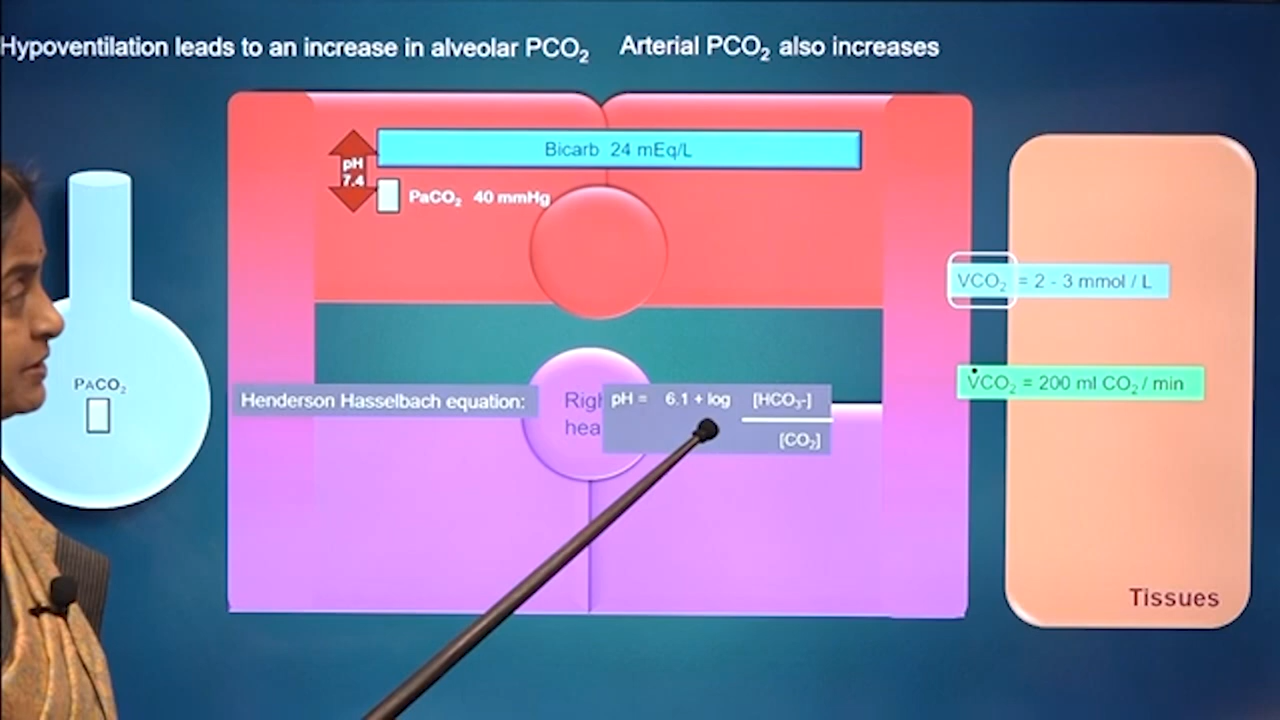 Hypoventilation leads to an increase in alveolar PCO₂ Arterial PCO₂ also increases
Bicarb 24 mEq/L
pH
7.4
PaCO₂ 40 mmHg
VCO₂ = 2 - 3 mmol / L
PACO₂
V̇CO₂ = 200 ml CO₂ / min
Henderson Hasselbach equation:
Righ
hea
pH = 6.1 + log [HCO₃-]
[CO₂]
Tissues